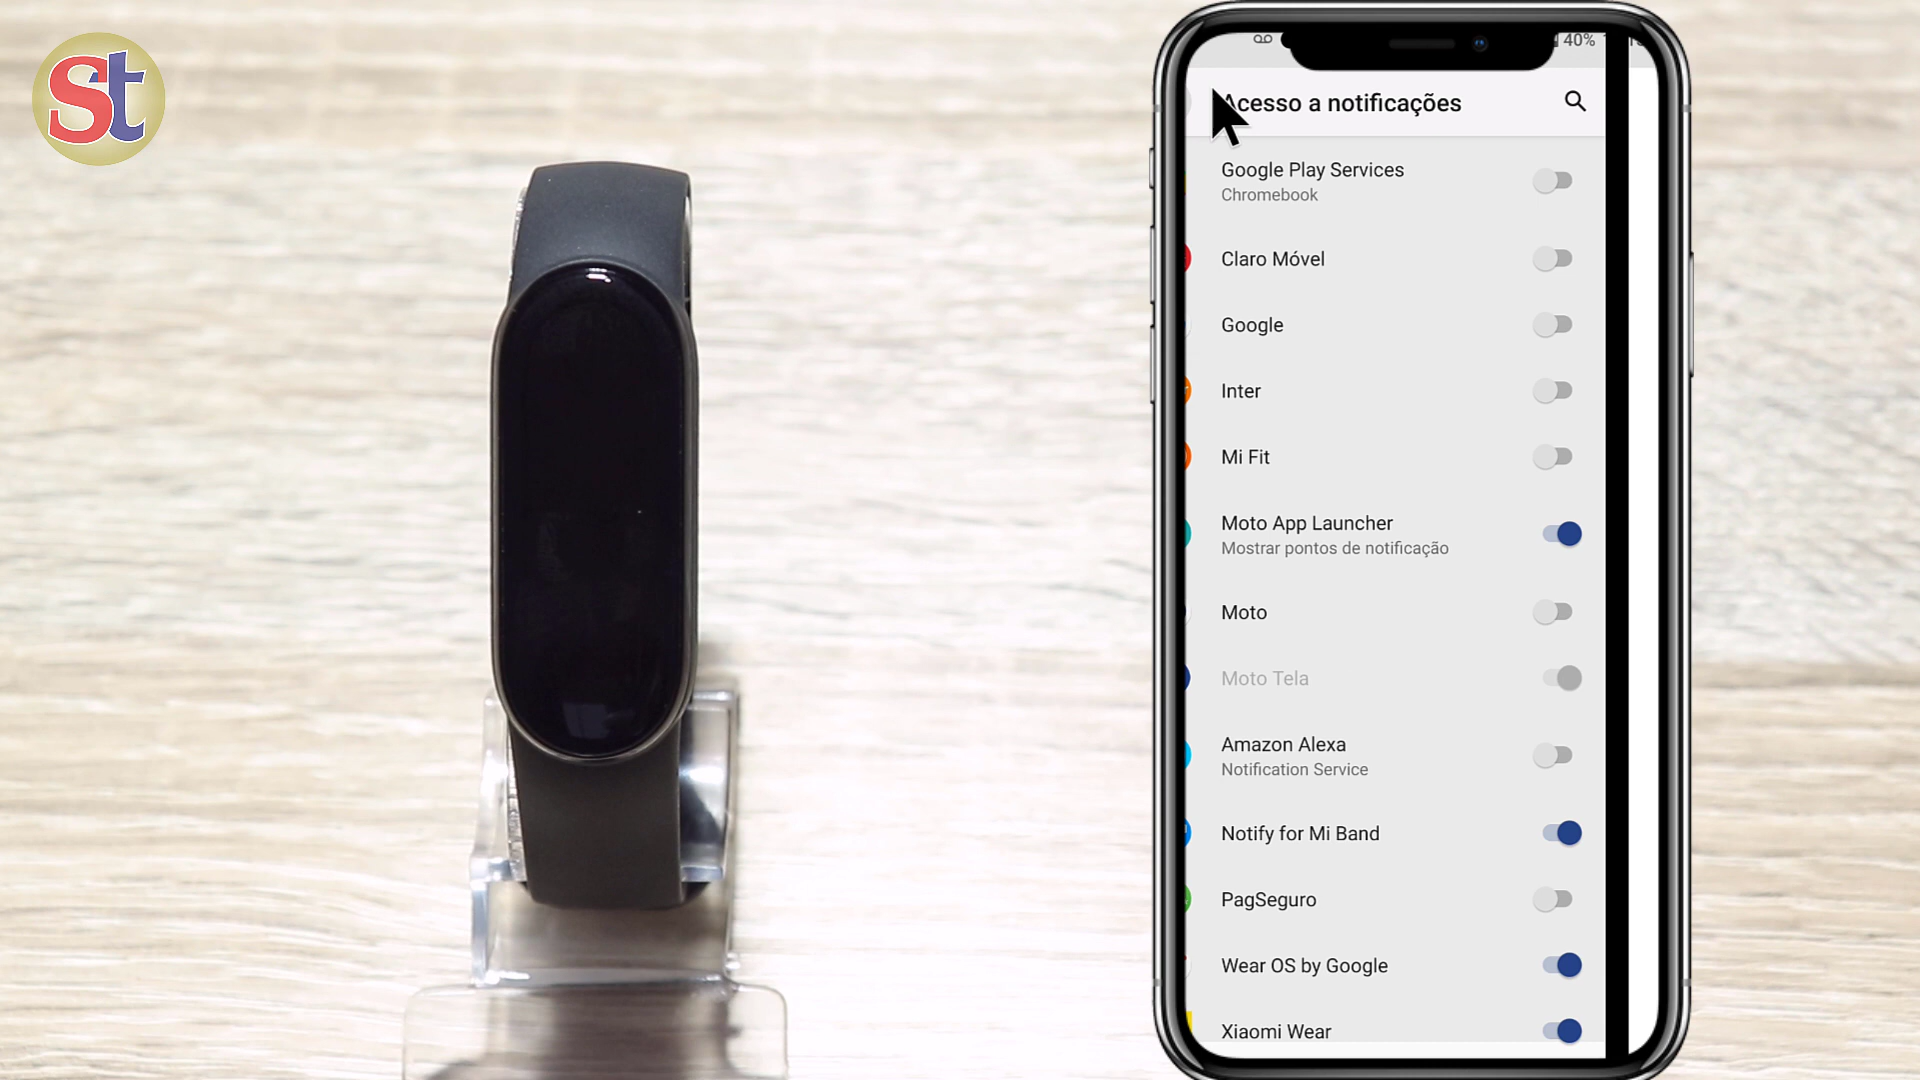 St
40%
Acesso a notificações
Google Play Services
Chromebook
Claro Móvel
Google
Inter
Mi Fit
Moto App Launcher
Mostrar pontos de notificação
Moto
Moto Tela
Amazon Alexa
Notification Service
Notify for Mi Band
PagSeguro
Wear OS by Google
Xiaomi Wear